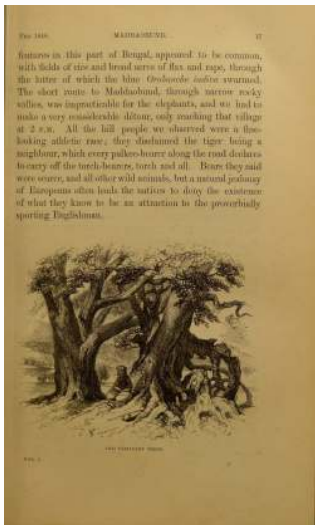 FEB. 1848. MADDAOBUND. 27
features in this part of Bengal, appeared to be common,
with fields of rice and broad acres of flax and rape, through
the latter of which the blue Orobanche indica swarmed.
The short route to Maddaobund, through narrow rocky
vallies, was impracticable for the elephants, and we had to
make a very considerable détour, only reaching that village
at 2 P.M. All the hill people we observed were a fine-
looking athletic race; they disclaimed the tiger being a
neighbour, which every palkee-bearer along the road declares
to carry off the torch-bearers, torch and all. Bears they said
were scarce, and all other wild animals, but a natural jealousy
of Europeans often leads the natives to deny the existence
of what they know to be an attraction to the proverbially
sporting Englishman.
OLD TAMARIND TREES.
VOL. I.